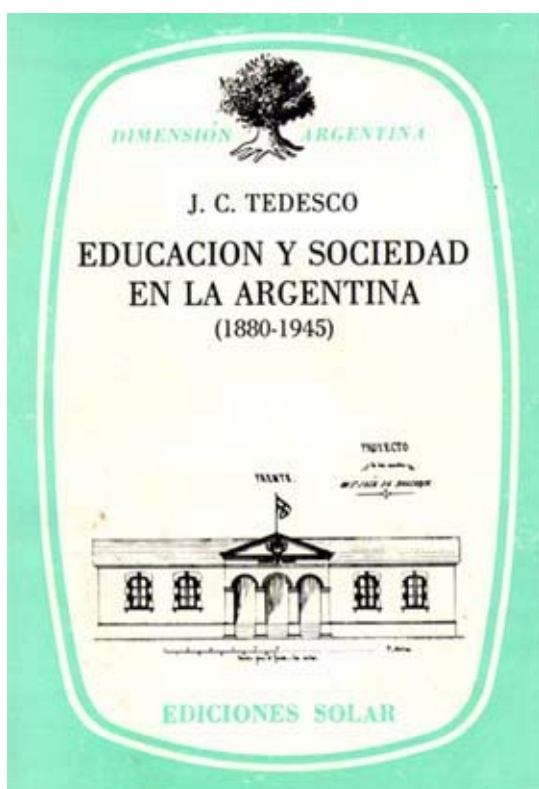 DIMENSIÓN ARGENTINA
J. C. TEDESCO
EDUCACION Y SOCIEDAD
EN LA ARGENTINA
(1880-1945)
PROYECTO
FRENTE.
EDICIONES SOLAR